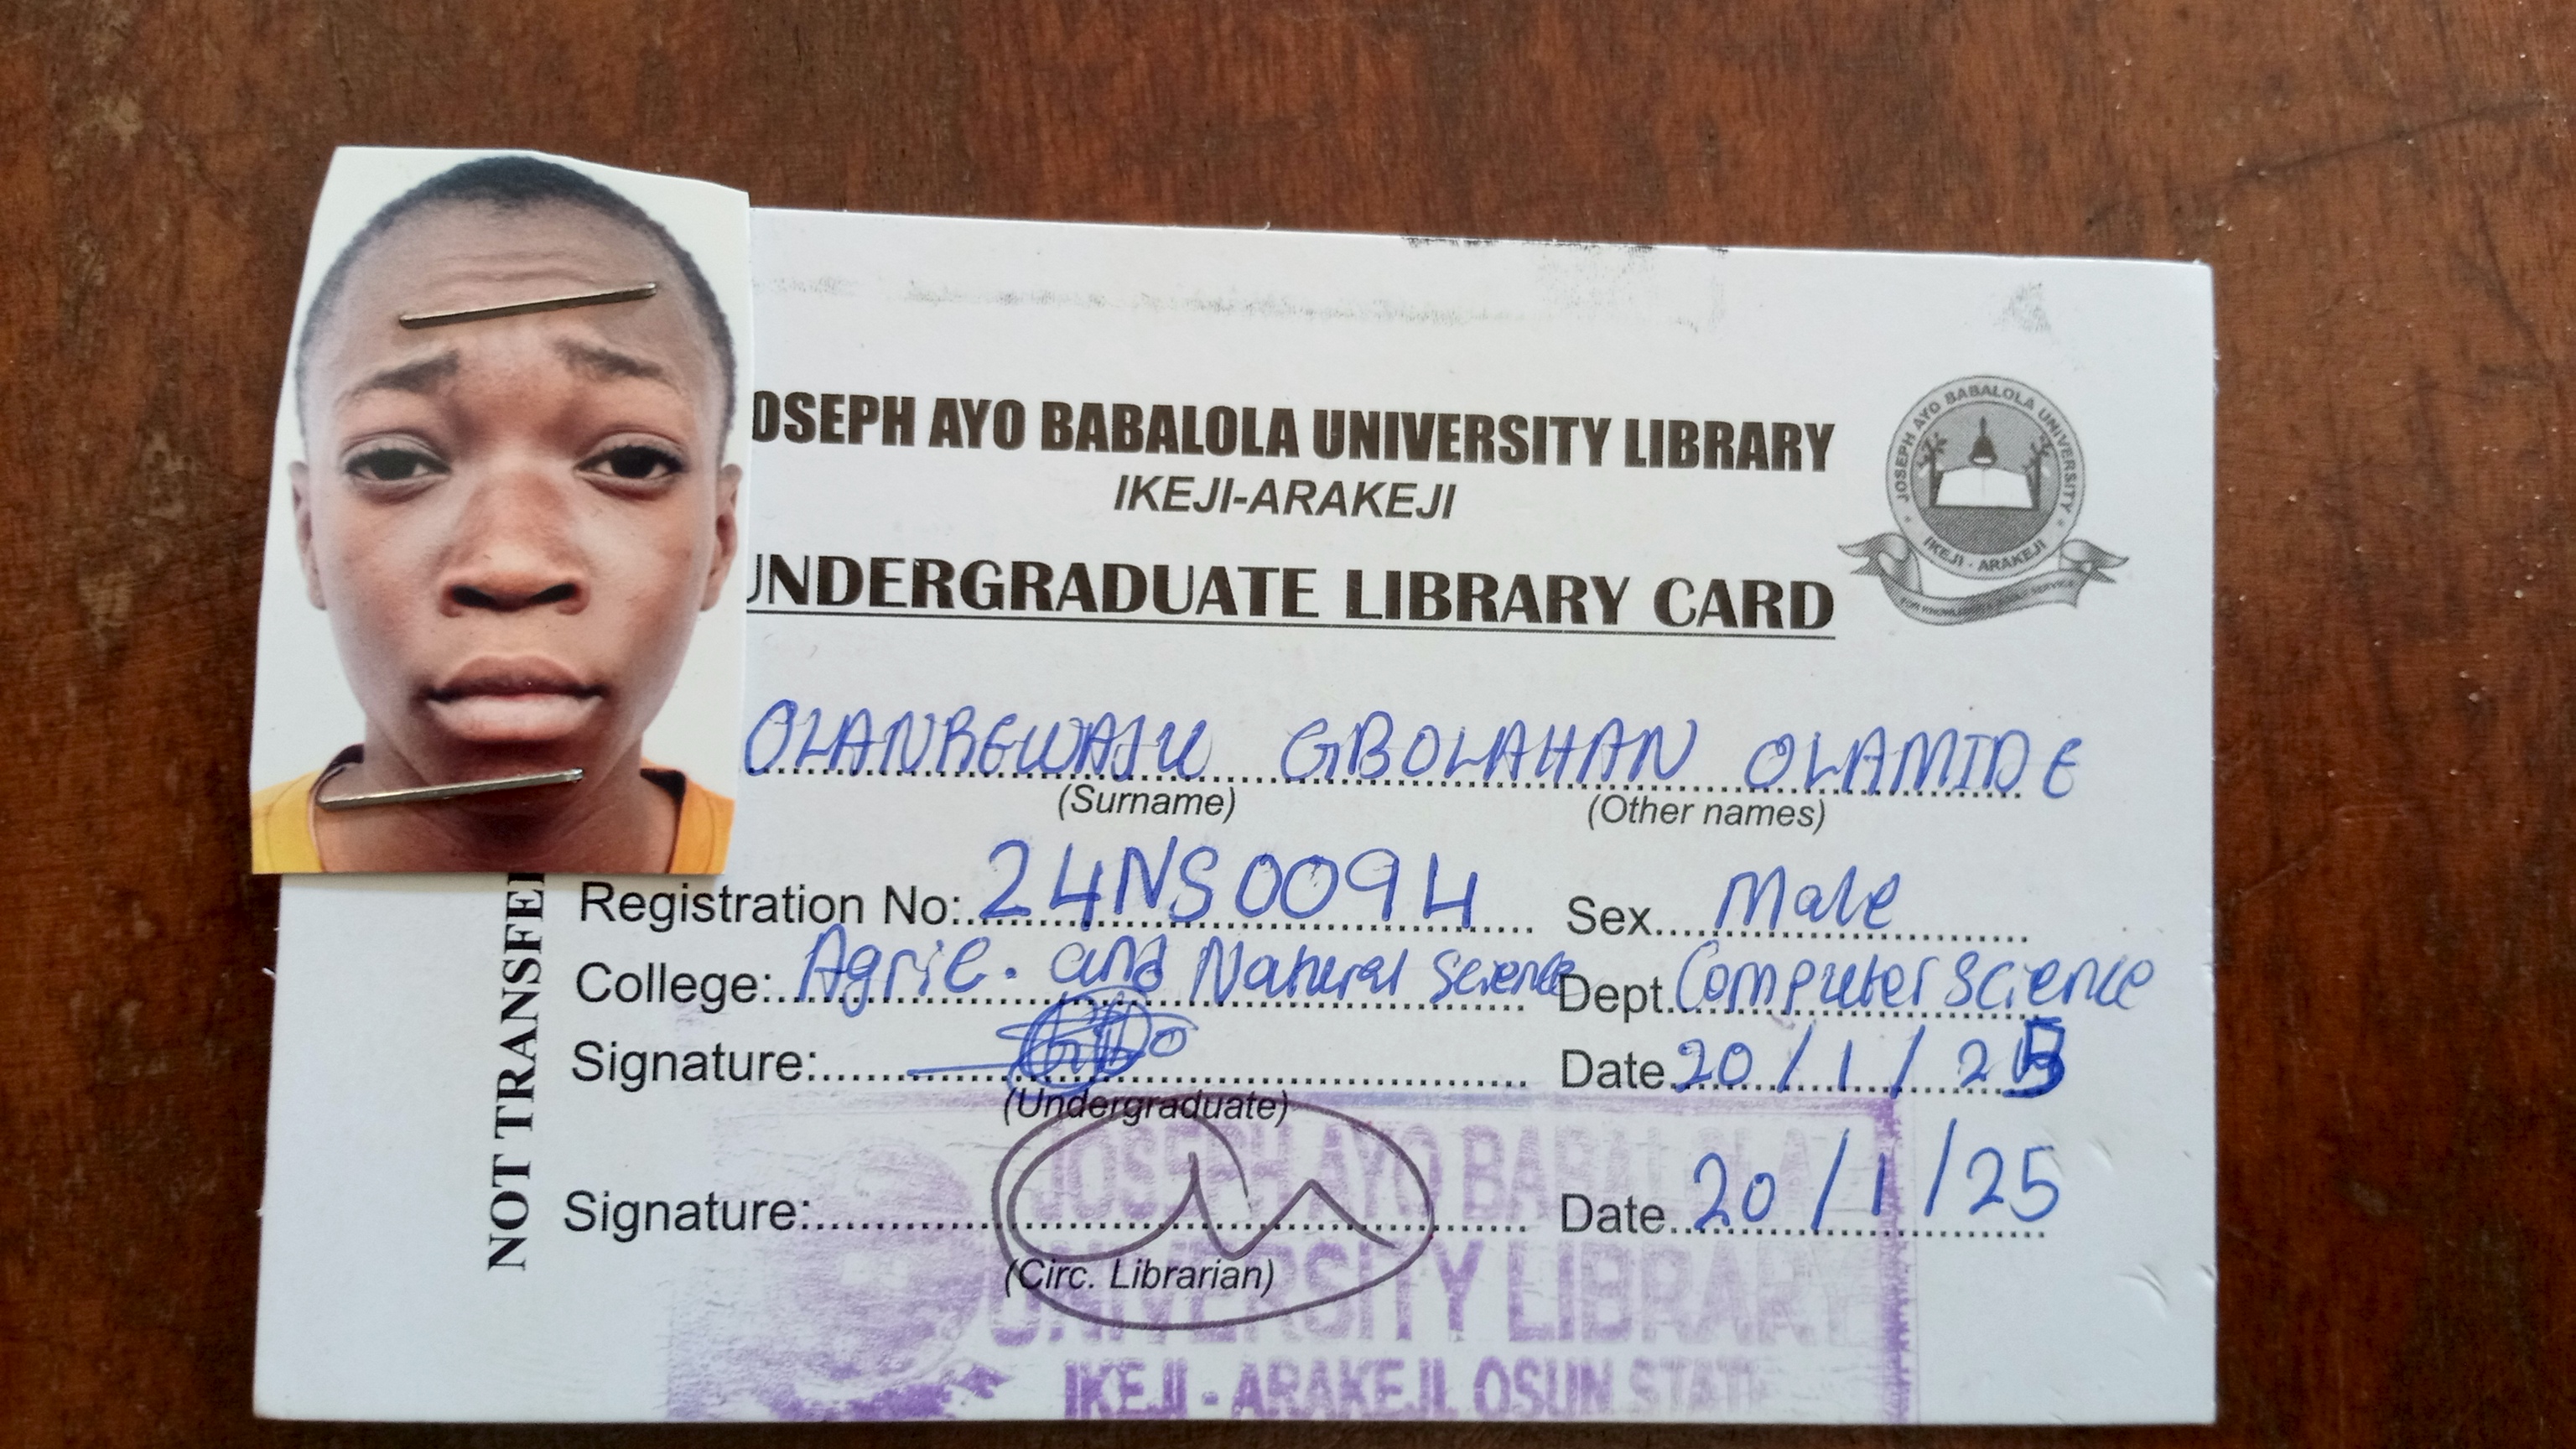 OSEPH AYO BABALOLA UNIVERSITY LIBRARY
IKEJI-ARAKEJI
UNDERGRADUATE LIBRARY CARD
JOSEPH AYO BABALOLA UNIVERSITY
IKEJI - ARAKEJI
OLANREWAJU GBOLAHAN OLAMIDE
(Surname) (Other names)
Registration No: 24NS0094 Sex Male
College: Agric. and Natural Science Dept. Computer Science
Signature: (Undergraduate) Date 20/1/25
Signature: (Circ. Librarian) Date 20/1/25
NOT TRANSFE
JOSEPH AYO BABALOLA
UNIVERSITY LIBRARY
IKEJI - ARAKEJI, OSUN STATE